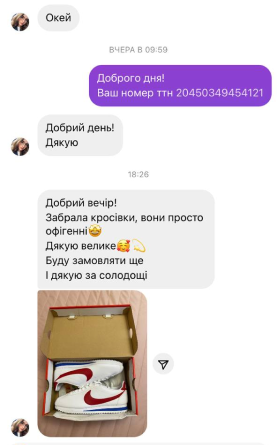 Окей
ВЧЕРА В 09:59
Доброго дня!
Ваш номер ттн 20450349454121
Добрий день!
Дякую
18:26
Добрий вечір!
Забрала кросівки, вони просто
офігенні🤩
Дякую велике🥰💫
Буду замовляти ще
І дякую за солодощі